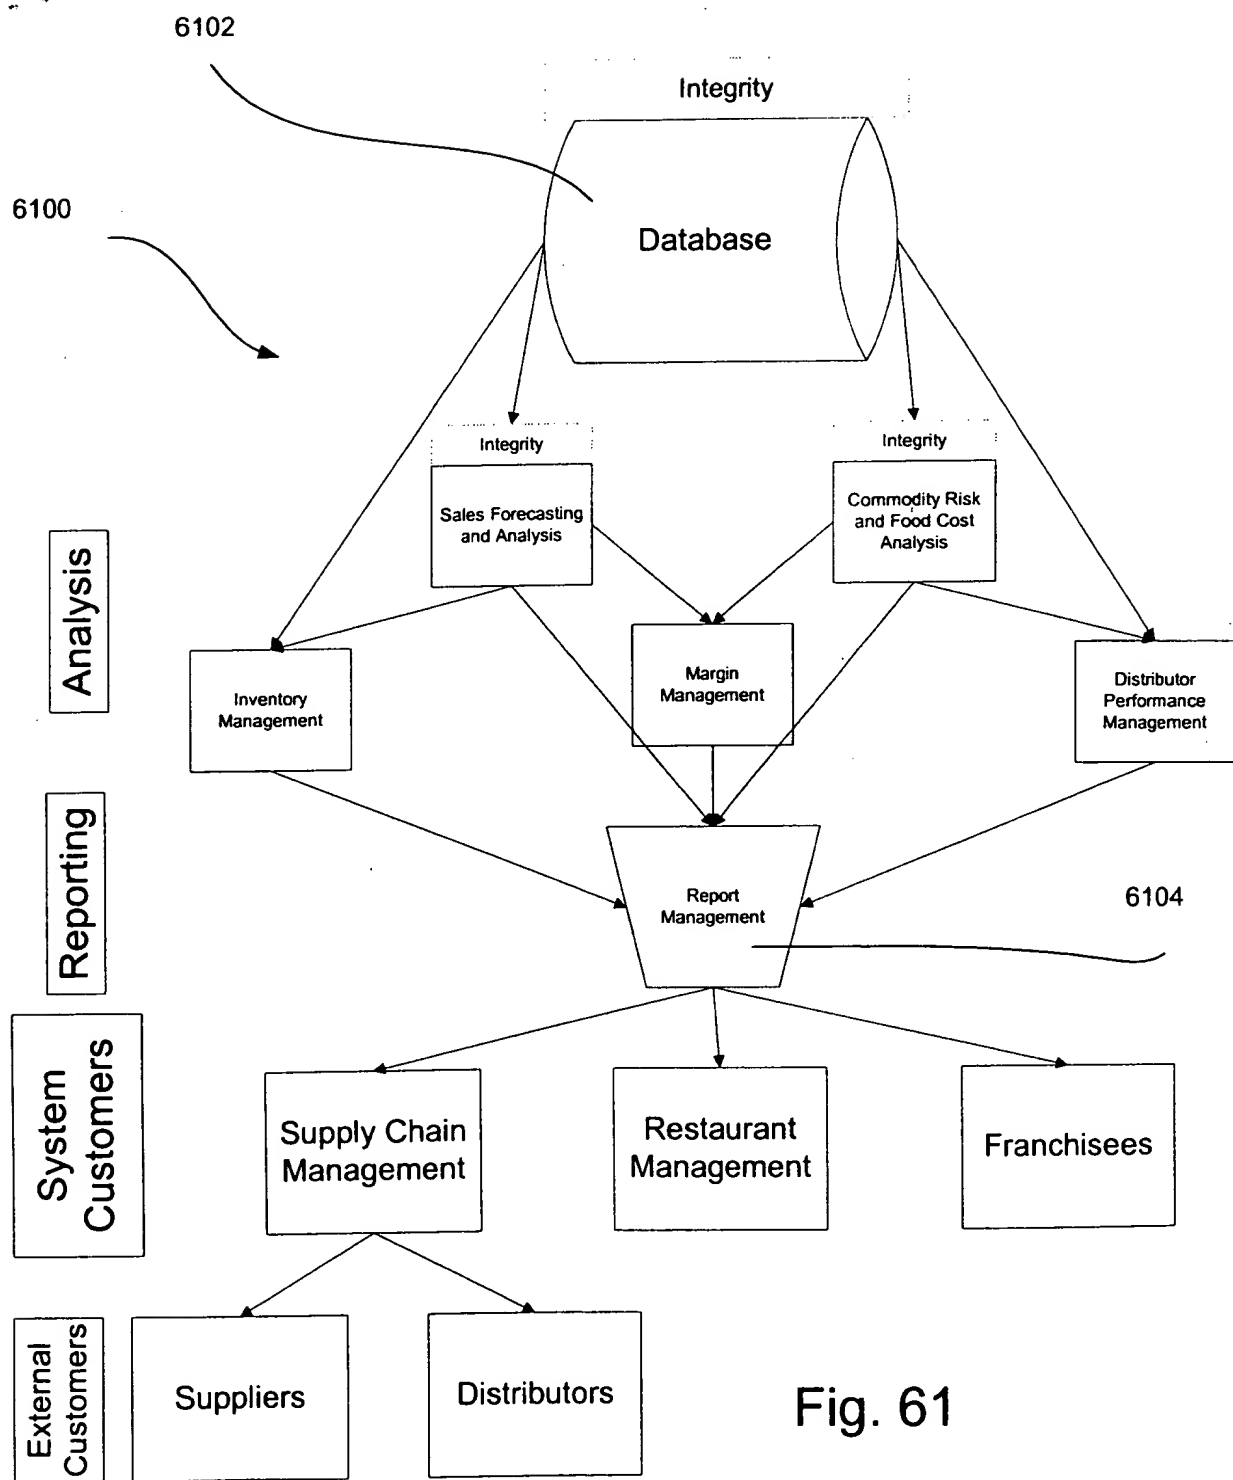 6102
Integrity
6100
Database
Integrity
Integrity
Sales Forecasting
and Analysis
Commodity Risk
and Food Cost
Analysis
Analysis
Inventory
Management
Margin
Management
Distributor
Performance
Management
Reporting
Report
Management
6104
System
Customers
Supply Chain
Management
Restaurant
Management
Franchisees
External
Customers
Suppliers
Distributors
Fig. 61